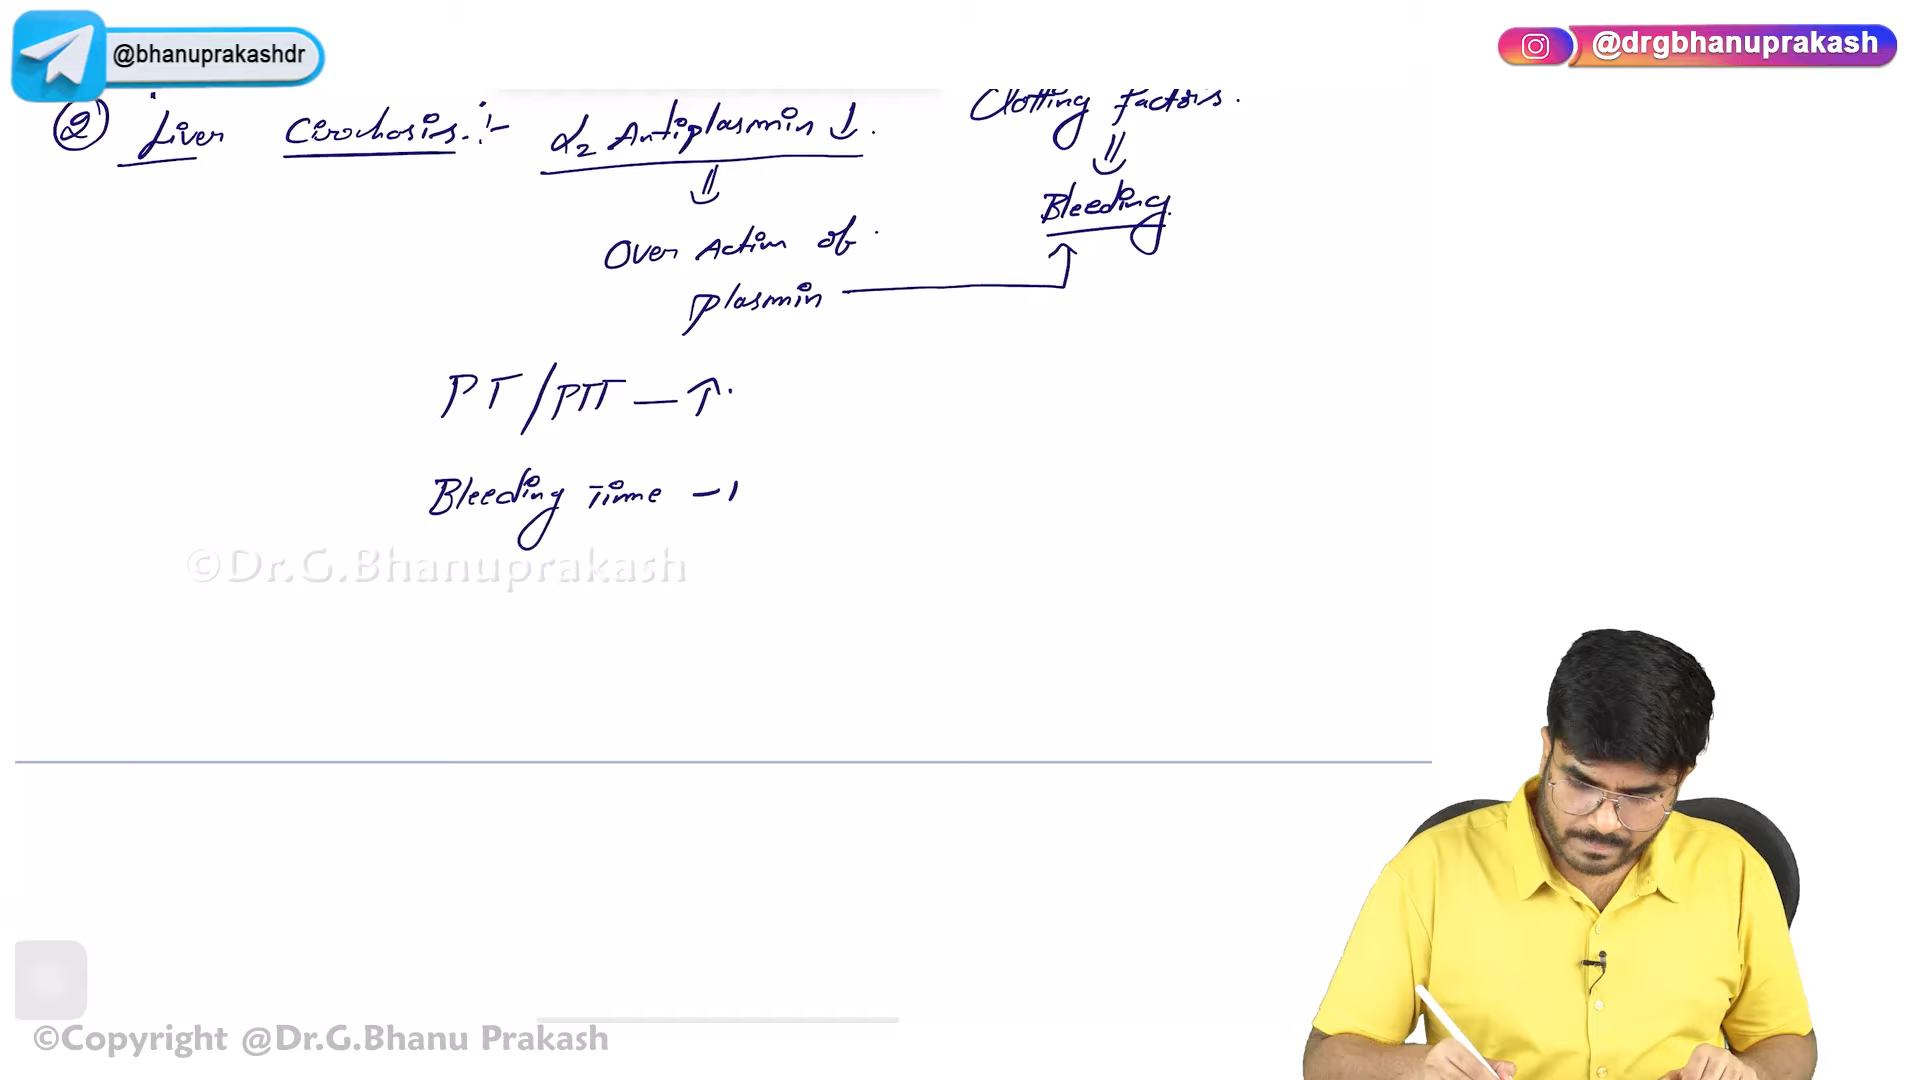 @bhanuprakashdr
@drgbhanuprakash
Clotting factors.
② Liver Cirrhosis :- α2 Antiplasmin ↓.
⇓
⇓
Bleeding
Over Action of
plasmin
PT/PTT — ↑.
Bleeding Time –
©Dr.G.Bhanuprakash
©Copyright @Dr.G.Bhanu Prakash